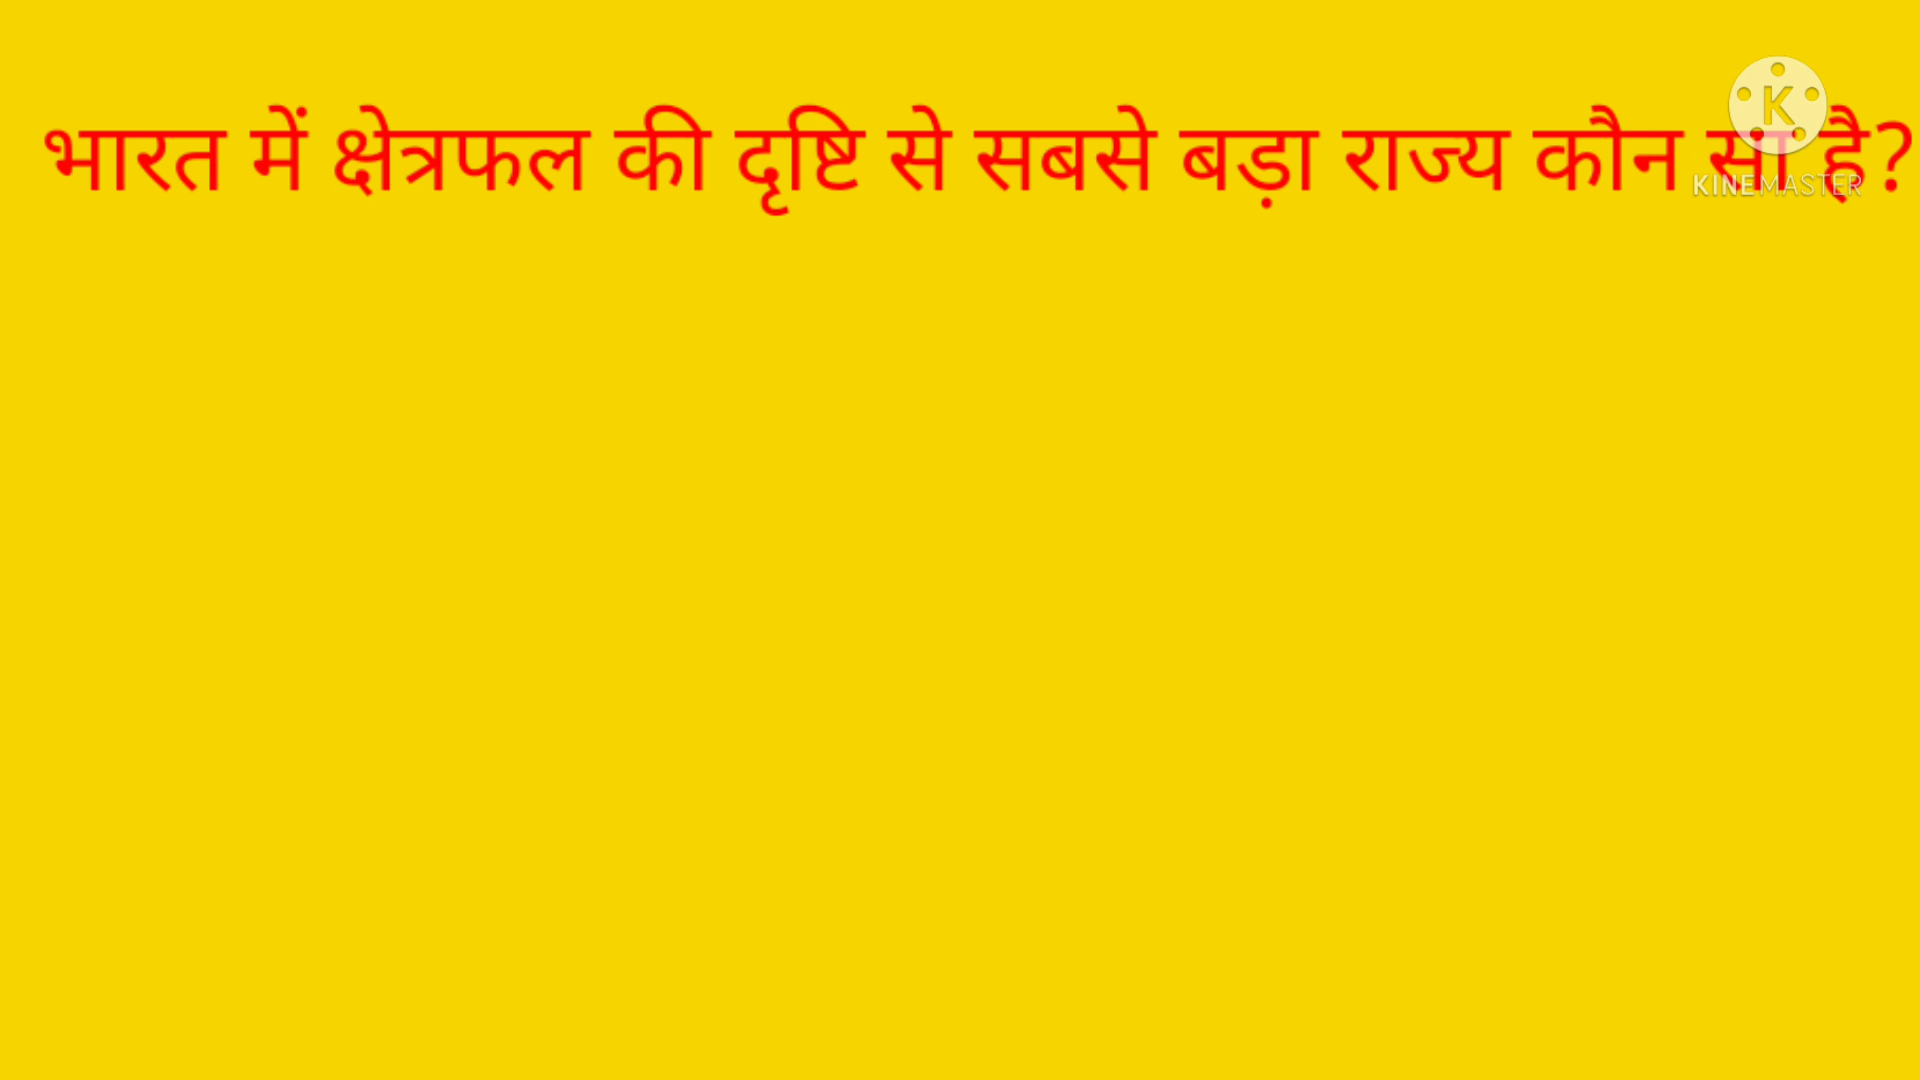 भारत में क्षेत्रफल की दृष्टि से सबसे बड़ा राज्य कौन सा है?
K
KINEMASTER